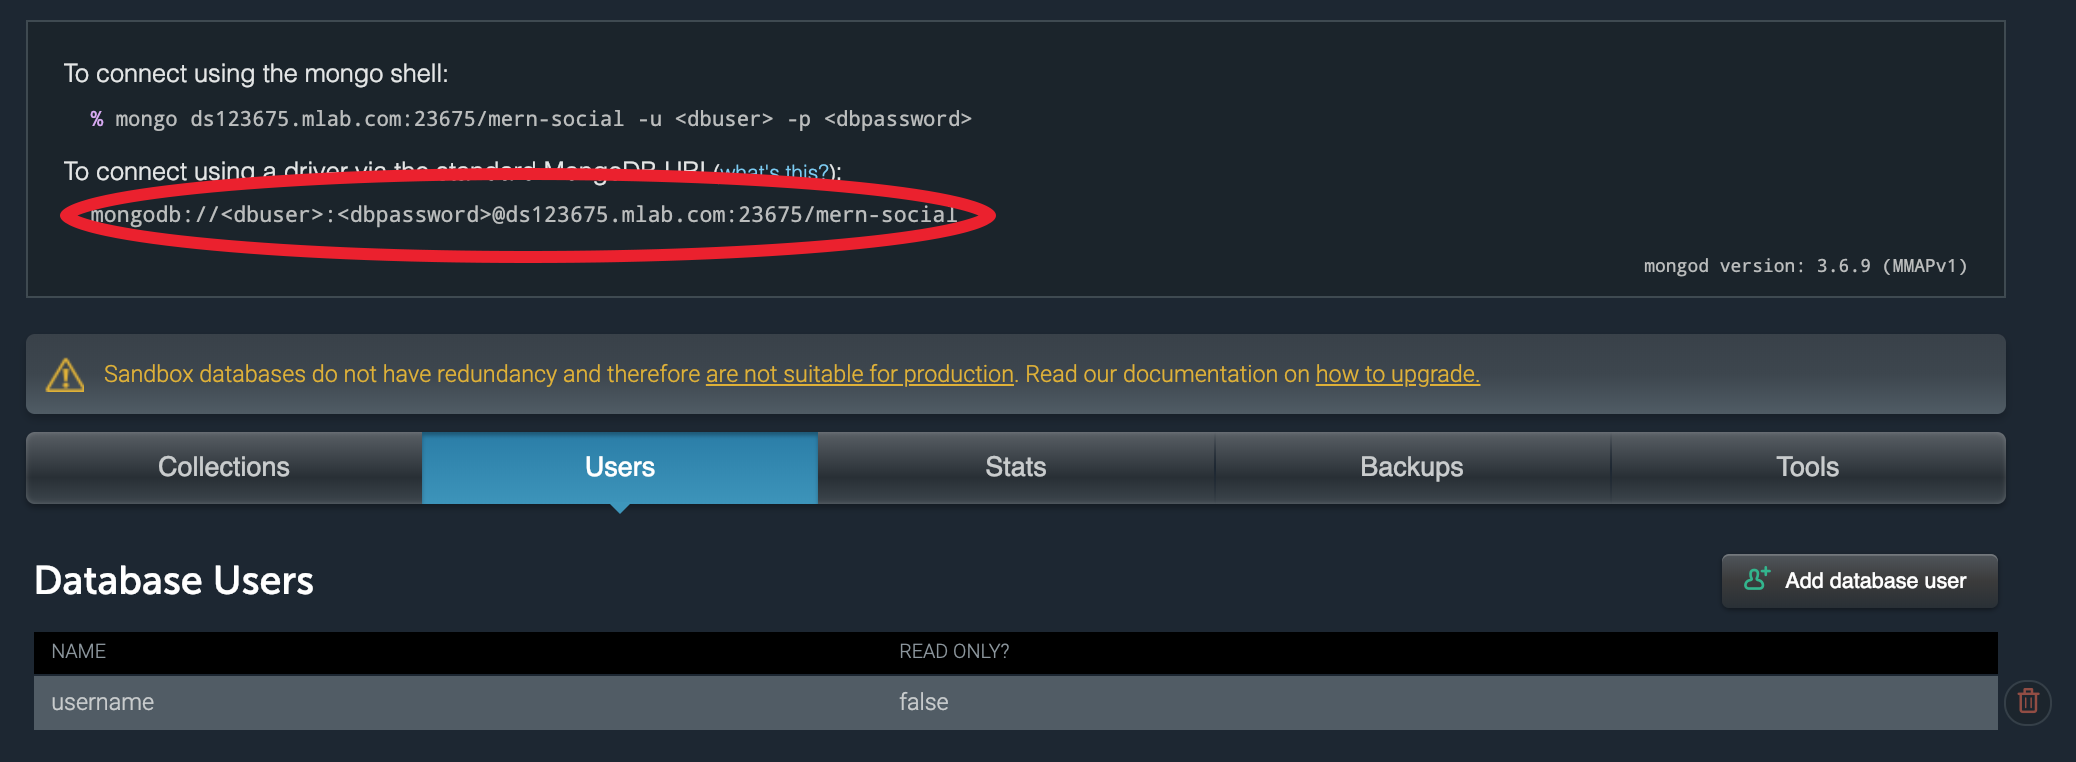 To connect using the mongo shell:
% mongo ds123675.mlab.com:23675/mern-social -u <dbuser> -p <dbpassword>
To connect using a driver via the standard MongoDB URI (what's this?):
mongodb://<dbuser>:<dbpassword>@ds123675.mlab.com:23675/mern-social
mongod version: 3.6.9 (MMAPv1)
Sandbox databases do not have redundancy and therefore are not suitable for production. Read our documentation on how to upgrade.
Collections Users Stats Backups Tools
Database Users
Add database user
NAME READ ONLY?
username false